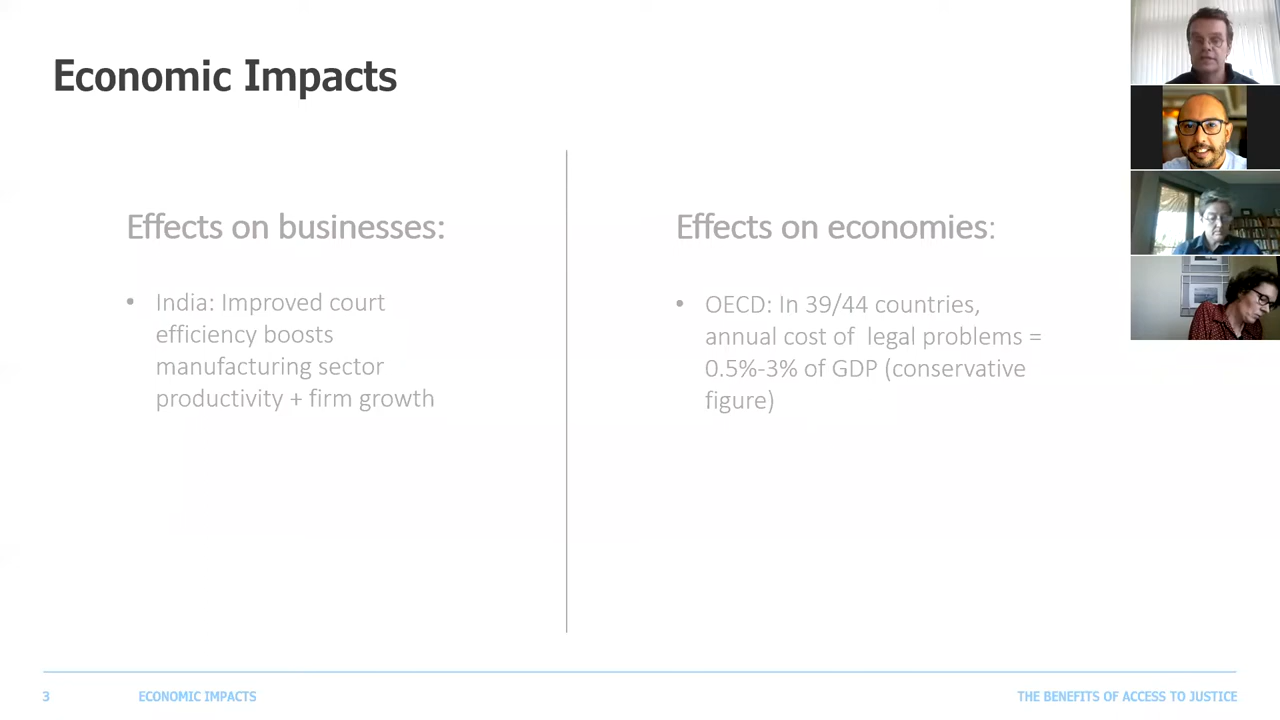 Economic Impacts
Effects on businesses:
• India: Improved court
efficiency boosts
manufacturing sector
productivity + firm growth
Effects on economies:
• OECD: In 39/44 countries,
annual cost of  legal problems =
0.5%-3% of GDP (conservative
figure)
3
ECONOMIC IMPACTS
THE BENEFITS OF ACCESS TO JUSTICE